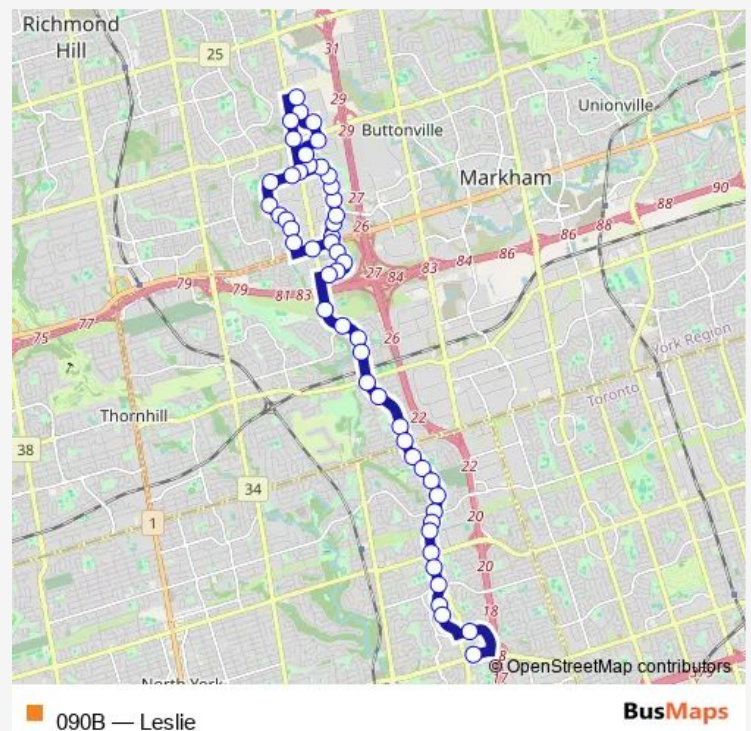 Richmond
Hill
25
31
29
29
Buttonville
Unionville
Markham
27
26
90
88
88
86
86
84
83
84
27
79
79
81
83
77
75
26
York Region
Toronto
Thornhill
22
22
38
34
20
1
20
18
North York
17
© OpenStreetMap contributors
090B — Leslie
BusMaps